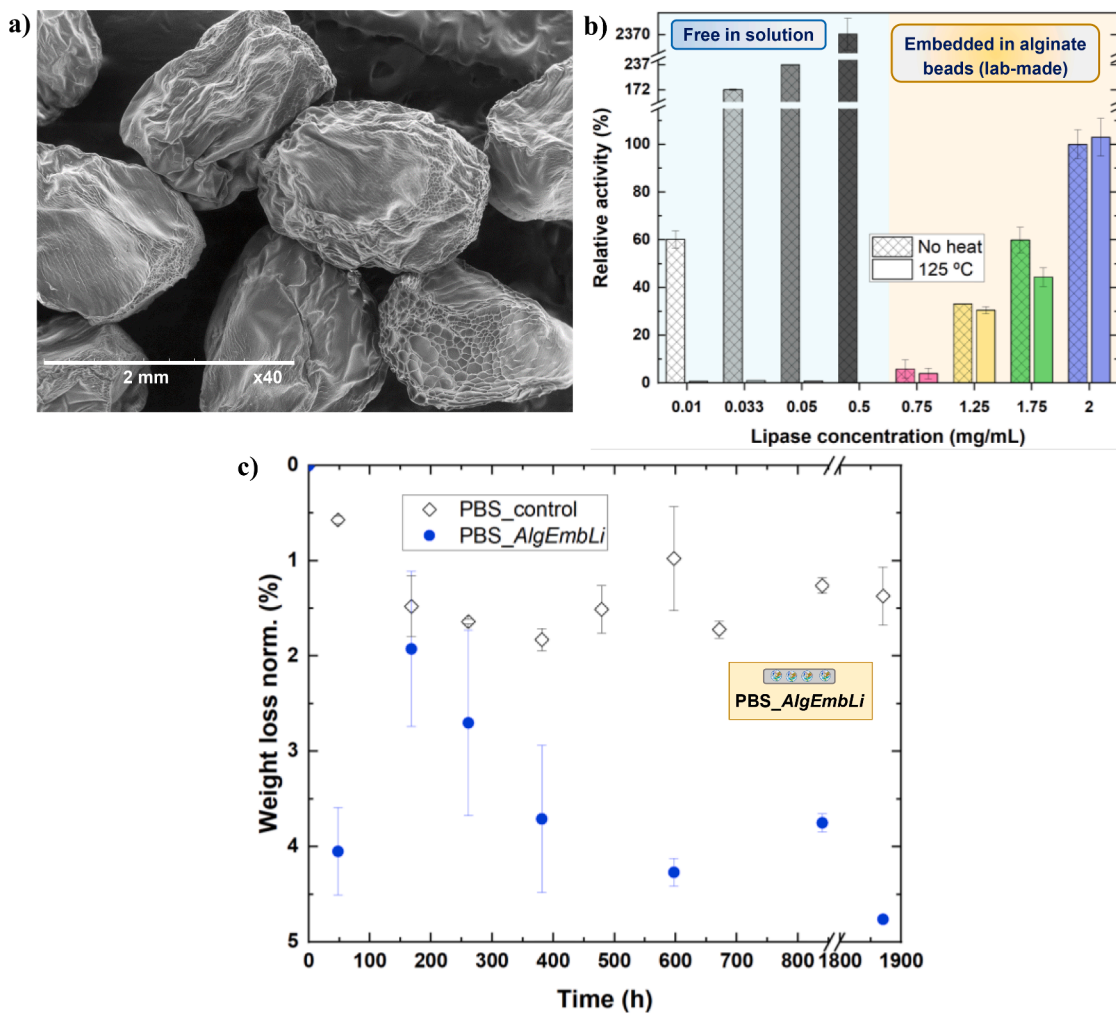 a)
2 mm x40
b)
Free in solution
Embedded in alginate
beads (lab-made)
Relative activity (%)
2370
237
172
100
80
60
40
20
0
No heat
125 ºC
0.01 0.033 0.05 0.5 0.75 1.25 1.75 2
Lipase concentration (mg/mL)
c)
Weight loss norm. (%)
0
1
2
3
4
5
PBS_control
PBS_AlgEmbLi
PBS_AlgEmbLi
0 100 200 300 400 500 600 700 800 1800 1900
Time (h)